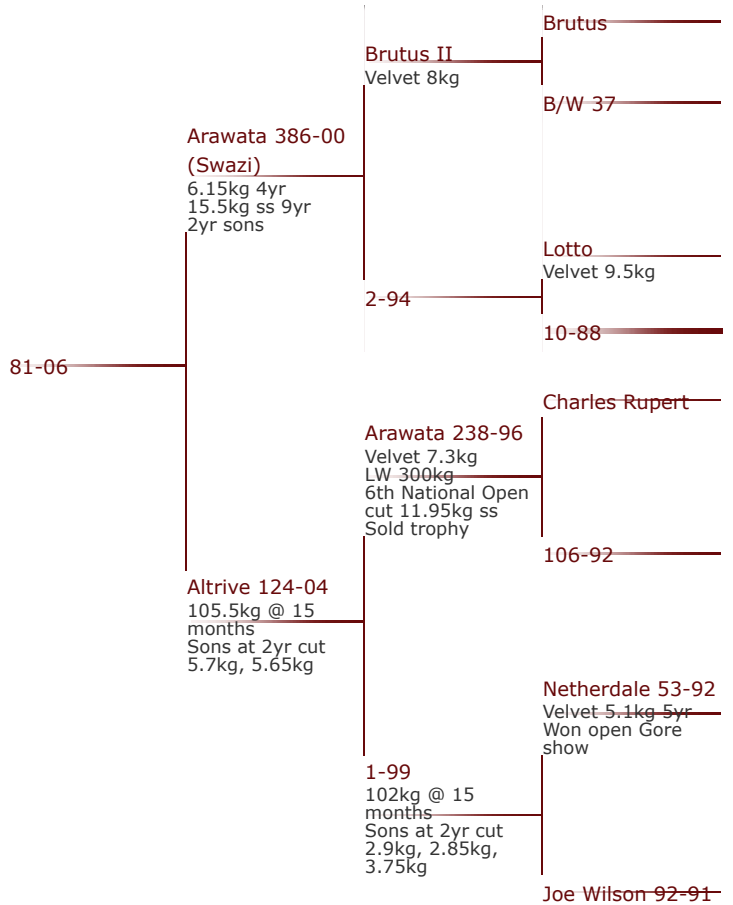 Brutus
Brutus II
Velvet 8kg
B/W 37
Arawata 386-00
(Swazi)
6.15kg 4yr
15.5kg ss 9yr
2yr sons
Lotto
Velvet 9.5kg
2-94
10-88
81-06
Charles Rupert
Arawata 238-96
Velvet 7.3kg
LW 300kg
6th National Open
cut 11.95kg ss
Sold trophy
106-92
Altrive 124-04
105.5kg @ 15
months
Sons at 2yr cut
5.7kg, 5.65kg
Netherdale 53-92
Velvet 5.1kg 5yr
Won open Gore
show
1-99
102kg @ 15
months
Sons at 2yr cut
2.9kg, 2.85kg,
3.75kg
Joe Wilson 92-91